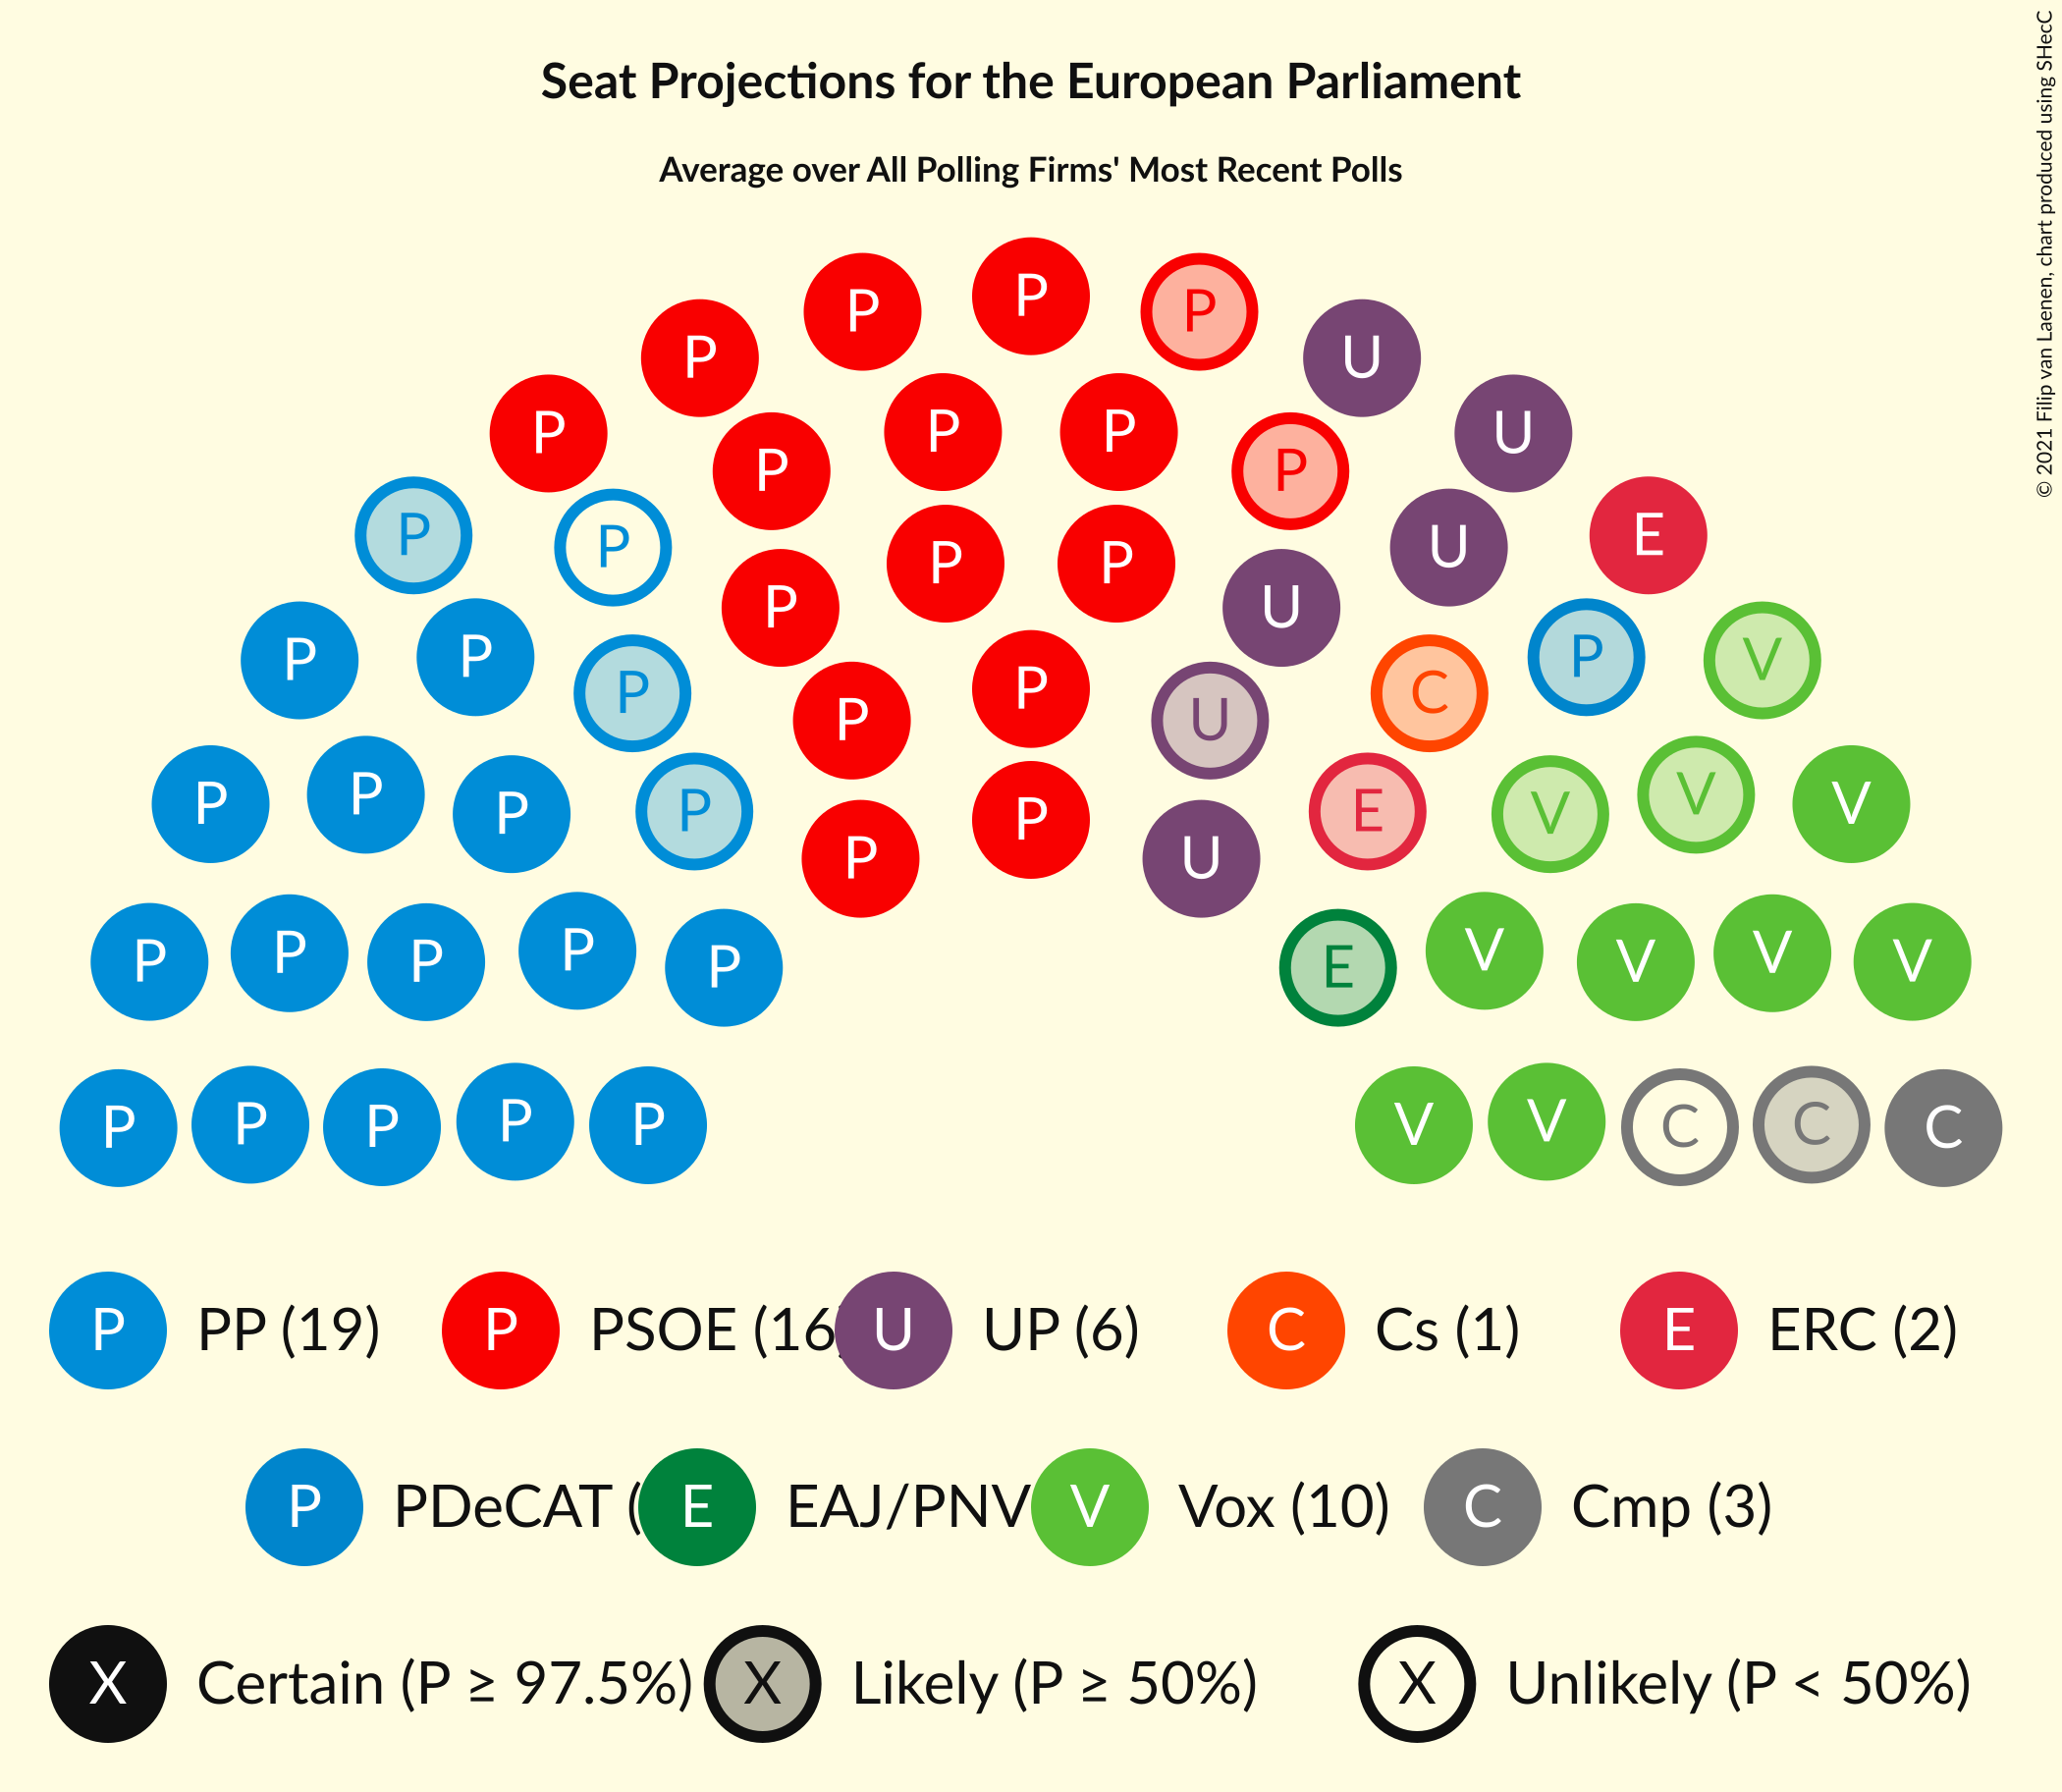 Seat Projections for the European Parliament
Average over All Polling Firms' Most Recent Polls
© 2021 Filip van Laenen, chart produced using SHecC
P P P P P
U U
P P P P
P E
P P P U
P P P U
P P P V
P P C
P P U
P P P V V V
P P E
P P U
P P P P P E V V V V
P P P P P V V C C C
P PP (19) P PSOE (16 U UP (6) C Cs (1) E ERC (2)
P PDeCAT ( E EAJ/PNV V Vox (10) C Cmp (3)
X Certain (P ≥ 97.5%) X Likely (P ≥ 50%) X Unlikely (P < 50%)